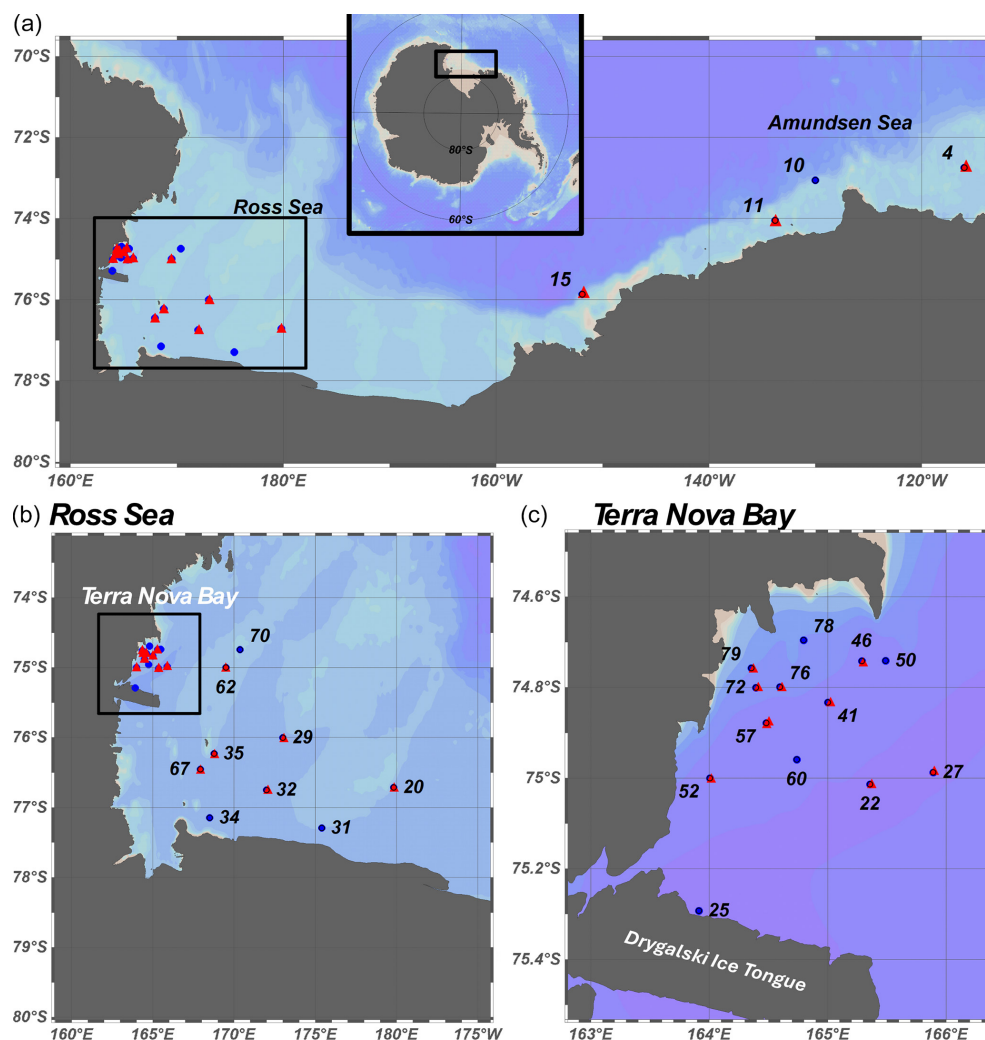 (a)
70°S
72°S
74°S
76°S
78°S
80°S
80°S
60°S
Amundsen Sea
10
4
11
15
Ross Sea
160°E
180°E
160°W
140°W
120°W
(b) Ross Sea
Terra Nova Bay
74°S
75°S
76°S
77°S
78°S
79°S
80°S
70
62
29
35
67
32
20
34
31
160°E
165°E
170°E
175°E
180°E
175°W
(c) Terra Nova Bay
74.6°S
74.8°S
75.0°S
75.2°S
75.4°S
78
46
50
79
72
76
41
57
60
27
52
22
25
Drygalski Ice Tongue
163°E
164°E
165°E
166°E